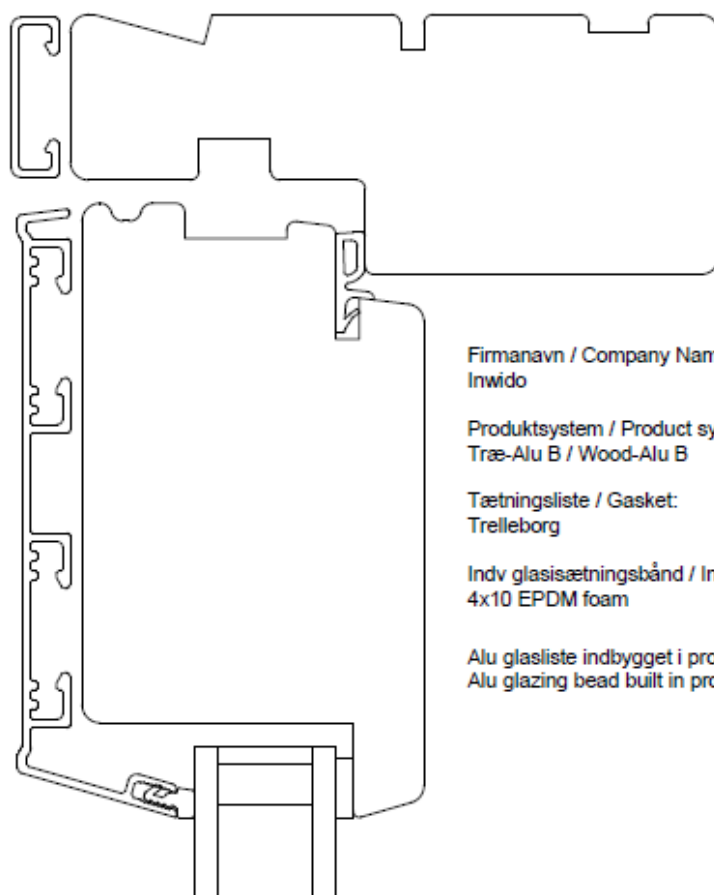 Firmanavn / Company Nam
Inwido
Produktsystem / Product sy
Træ-Alu B / Wood-Alu B
Tætningsliste / Gasket:
Trelleborg
Indv glasisætningsbånd / In
4x10 EPDM foam
Alu glasliste indbygget i pro
Alu glazing bead built in pro